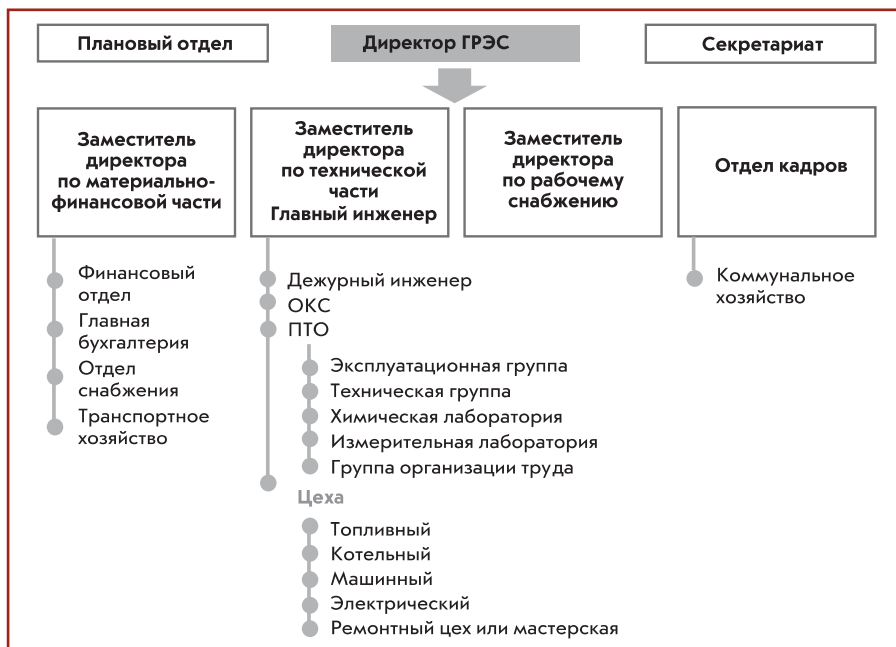 Плановый отдел
Директор ГРЭС
Секретариат
Заместитель
директора
по материально-
финансовой части
Заместитель
директора
по технической
части
Главный инженер
Заместитель
директора
по рабочему
снабжению
Отдел кадров
Финансовый
отдел
Главная
бухгалтерия
Отдел
снабжения
Транспортное
хозяйство
Дежурный инженер
ОКС
ПТО
Эксплуатационная группа
Техническая группа
Химическая лаборатория
Измерительная лаборатория
Группа организации труда
Цеха
Топливный
Котельный
Машинный
Электрический
Ремонтный цех или мастерская
Коммунальное
хозяйство